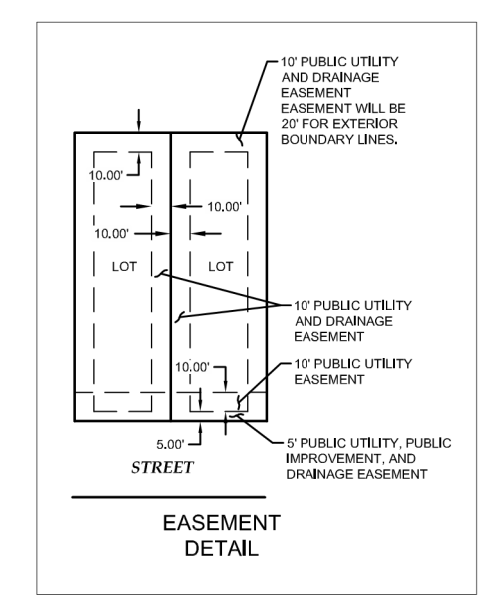 10' PUBLIC UTILITY
AND DRAINAGE
EASEMENT
EASEMENT WILL BE
20' FOR EXTERIOR
BOUNDARY LINES.
10.00'
10.00'
10.00'
LOT
LOT
10' PUBLIC UTILITY
AND DRAINAGE
EASEMENT
10.00'
10' PUBLIC UTILITY
EASEMENT
5.00'
5' PUBLIC UTILITY, PUBLIC
IMPROVEMENT, AND
DRAINAGE EASEMENT
STREET
EASEMENT
DETAIL